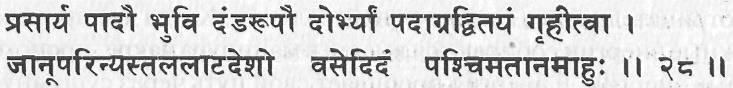 प्रसार्य पादौ भुवि दंडरूपौ दोर्भ्यां पदाग्रद्वितयं गृहीत्वा ।
जानूपरिन्यस्तललाटदेशो वसेदिदं पश्चिमतानमाहुः ।। २८ ।।